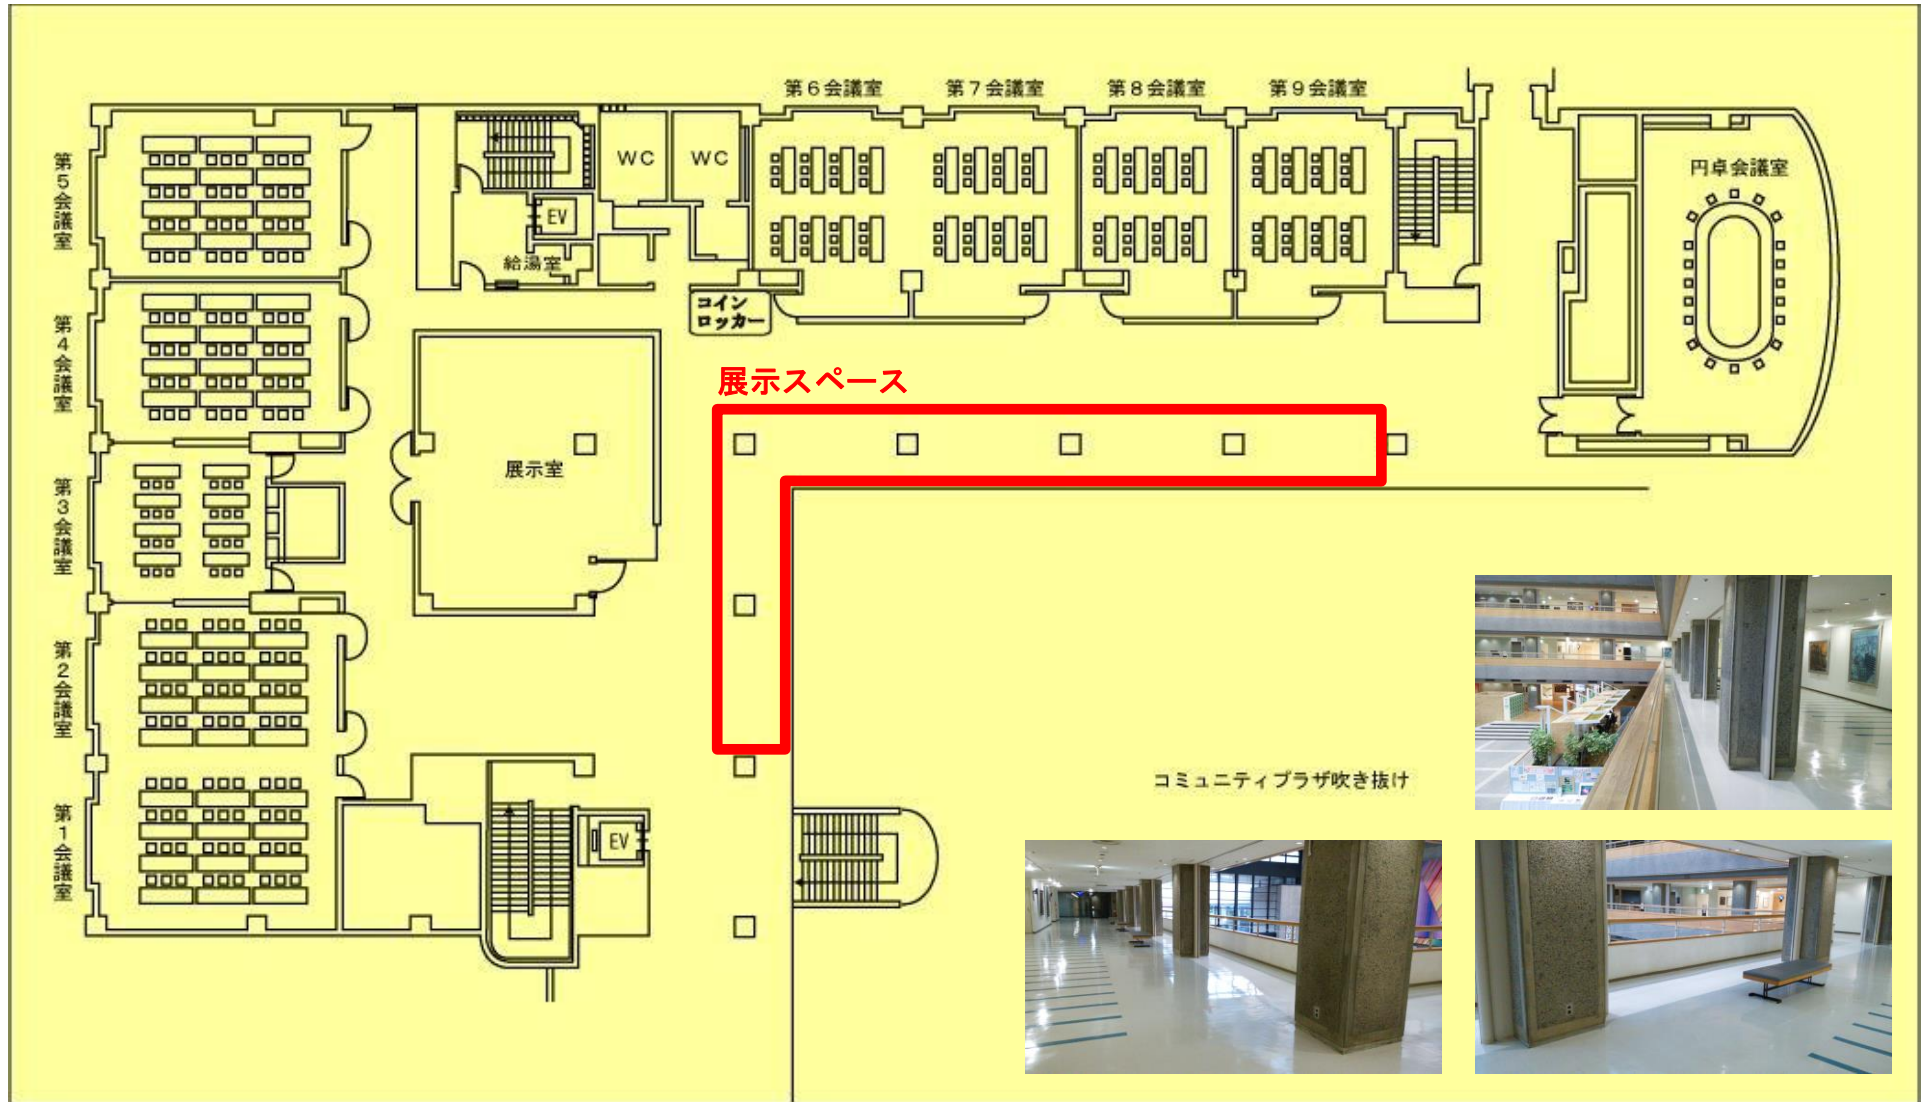 第６会議室
第７会議室
第８会議室
第９会議室
円卓会議室
第５会議室
WC
WC
EV
給湯室
コイン
ロッカー
第４会議室
展示スペース
展示室
第３会議室
第２会議室
コミュニティプラザ吹き抜け
第１会議室
EV